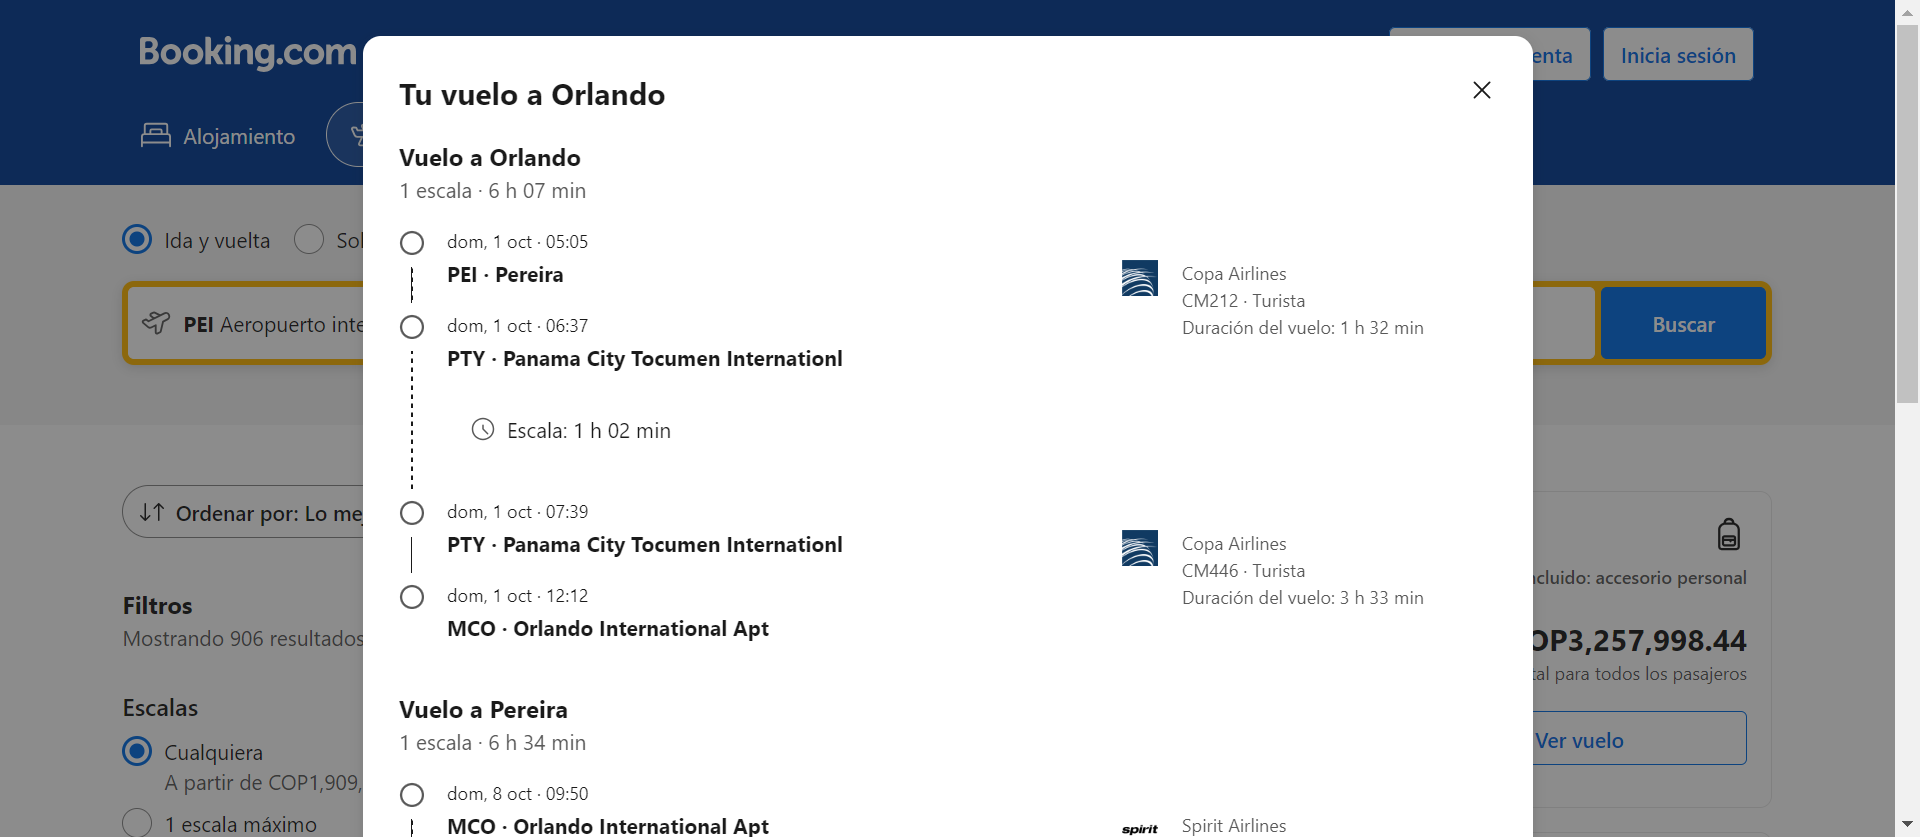 Booking.com
enta
Inicia sesión
Alojamiento
Tu vuelo a Orlando
Vuelo a Orlando
1 escala · 6 h 07 min
Ida y vuelta
dom, 1 oct · 05:05
PEI · Pereira
Copa Airlines
CM212 · Turista
Duración del vuelo: 1 h 32 min
PEI Aeropuerto inte
Buscar
dom, 1 oct · 06:37
PTY · Panama City Tocumen Internationl
Escala: 1 h 02 min
Ordenar por: Lo mej
dom, 1 oct · 07:39
PTY · Panama City Tocumen Internationl
Copa Airlines
CM446 · Turista
Duración del vuelo: 3 h 33 min
dom, 1 oct · 12:12
MCO · Orlando International Apt
ncluido: accesorio personal
OP3,257,998.44
tal para todos los pasajeros
Ver vuelo
Filtros
Mostrando 906 resultados
Escalas
Cualquiera
A partir de COP1,909,
1 escala máximo
Vuelo a Pereira
1 escala · 6 h 34 min
dom, 8 oct · 09:50
MCO · Orlando International Apt
spirit
Spirit Airlines